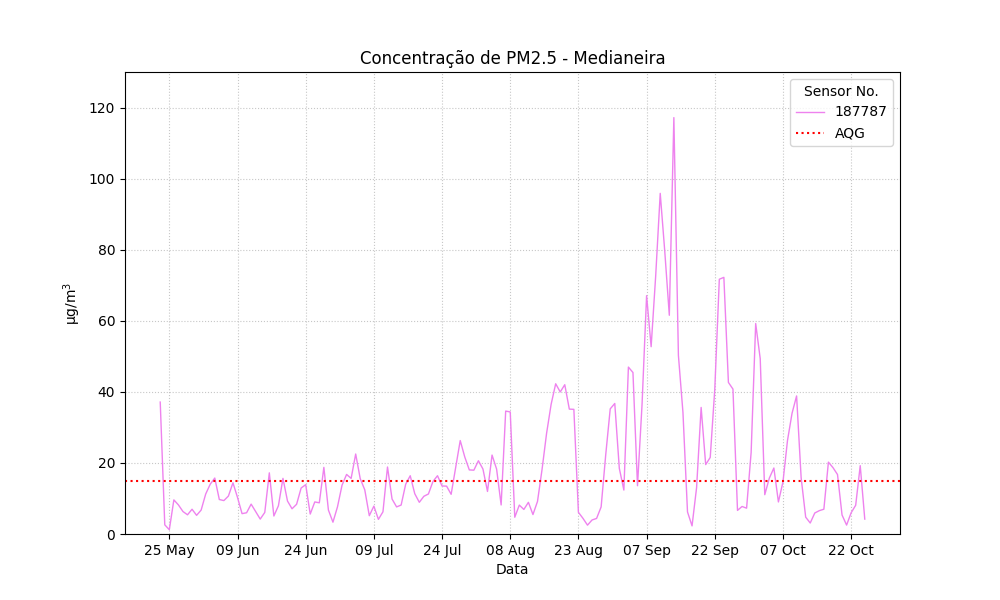 Concentração de PM2.5 - Medianeira
Sensor No.
187787
AQG
120
100
80
60
40
20
0
µg/m³
25 May 09 Jun 24 Jun 09 Jul 24 Jul 08 Aug 23 Aug 07 Sep 22 Sep 07 Oct 22 Oct
Data